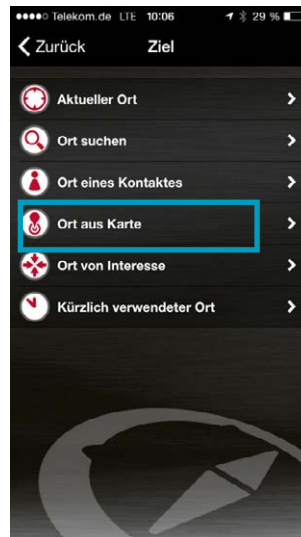 Telekom.de LTE 10:06 29 %
Zurück Ziel
Aktueller Ort
Ort suchen
Ort eines Kontaktes
Ort aus Karte
Ort von Interesse
Kürzlich verwendeter Ort